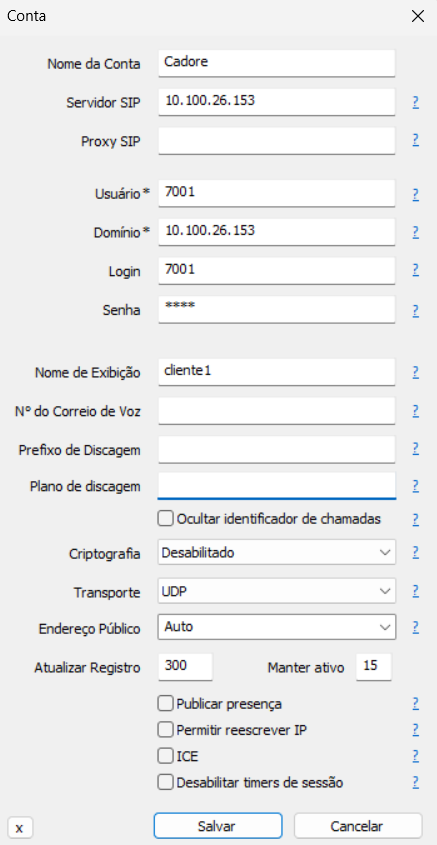 Conta
Nome da Conta Cadore
Servidor SIP 10.100.26.153 ?
Proxy SIP ?
Usuário* 7001 ?
Domínio* 10.100.26.153 ?
Login 7001 ?
Senha **** ?
Nome de Exibição cliente1 ?
N° do Correio de Voz ?
Prefixo de Discagem ?
Plano de discagem ?
Ocultar identificador de chamadas ?
Criptografia Desabilitado ?
Transporte UDP ?
Endereço Público Auto ?
Atualizar Registro 300 Manter ativo 15 ?
Publicar presença ?
Permitir reescrever IP ?
ICE ?
Desabilitar timers de sessão ?
x Salvar Cancelar